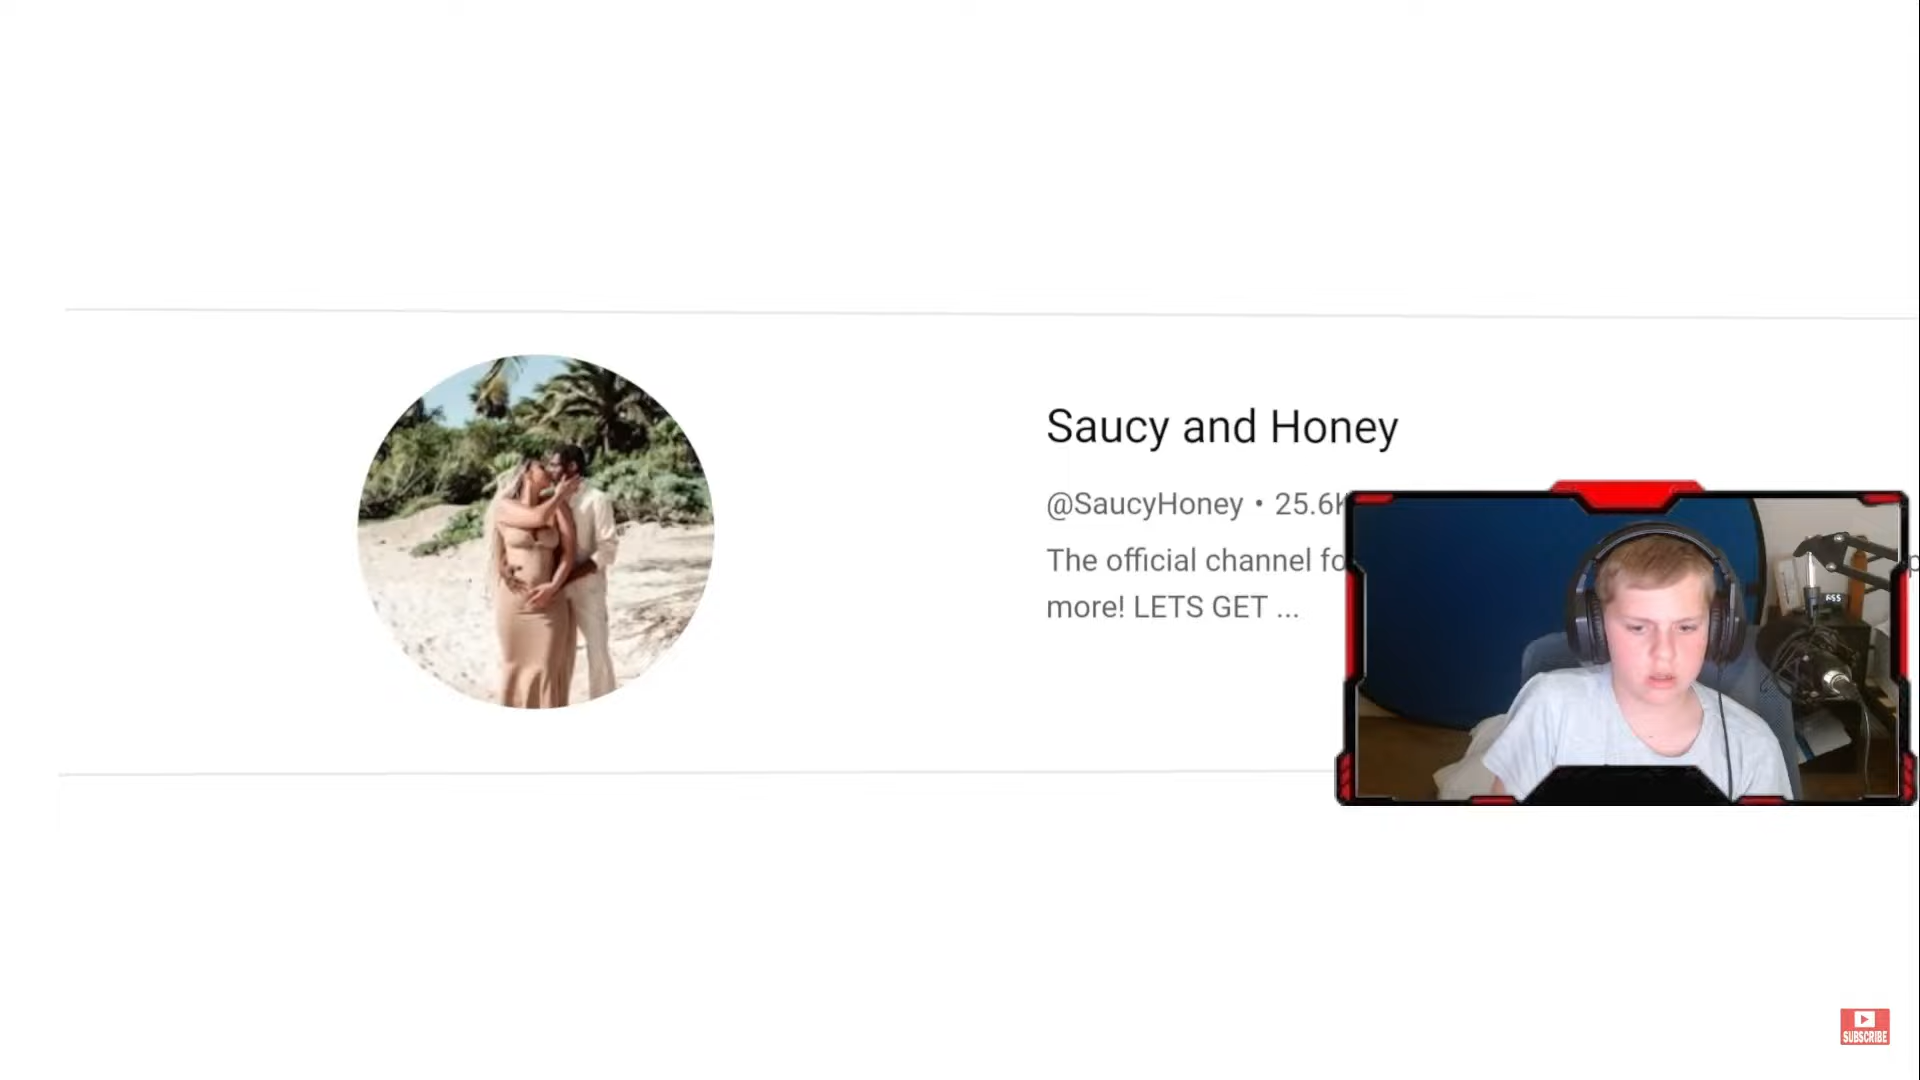 Saucy and Honey
@SaucyHoney • 25.6K
The official channel fo
more! LETS GET ...
SUBSCRIBE